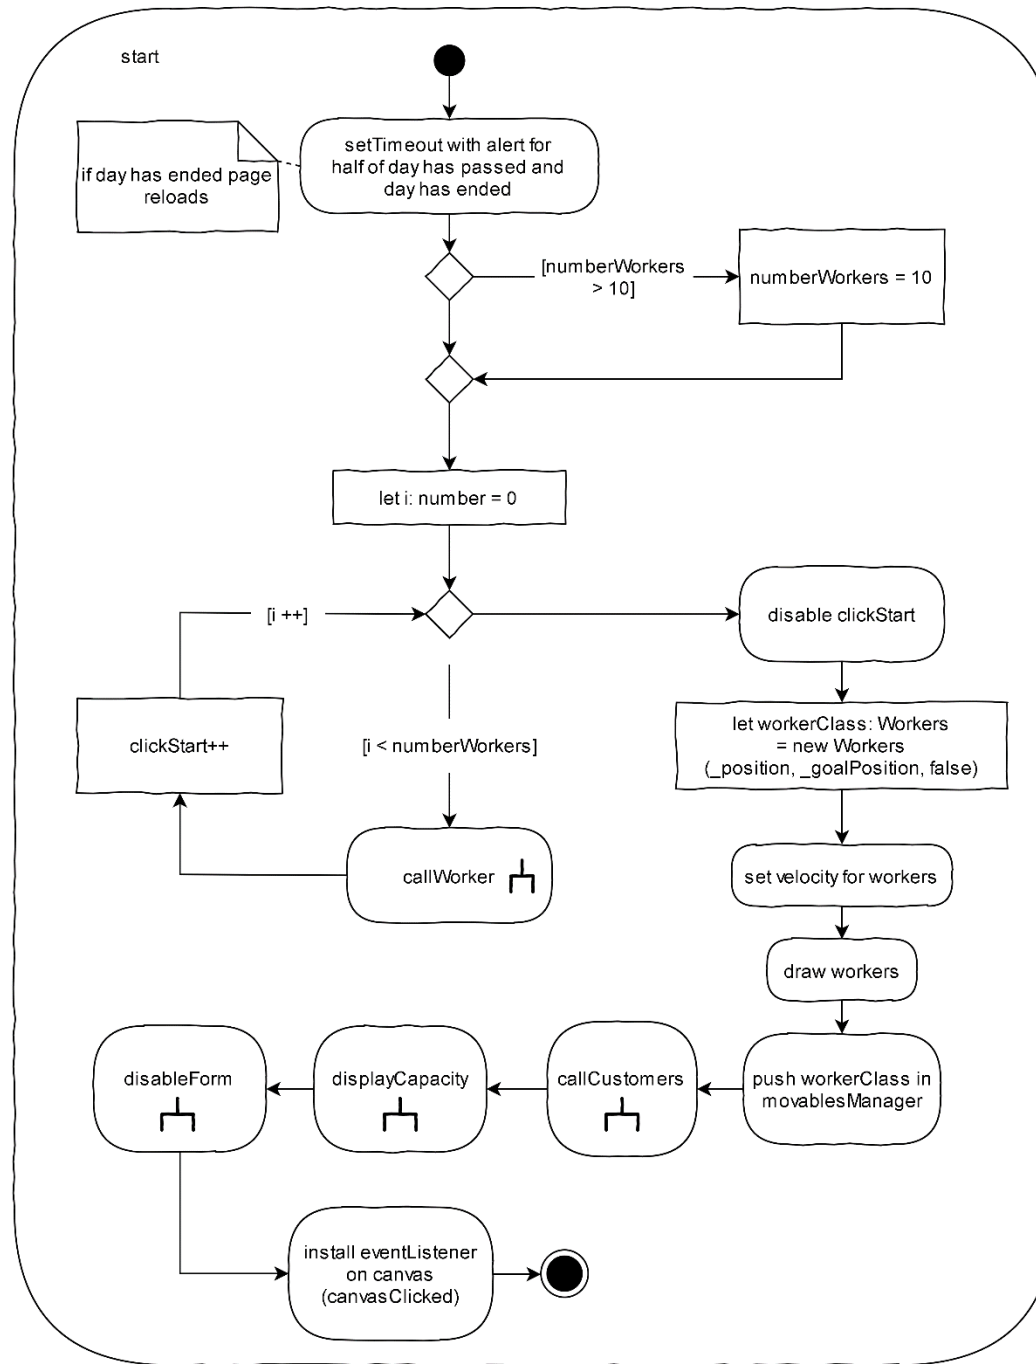 start
setTimeout with alert for
half of day has passed and
day has ended
if day has ended page
reloads
[numberWorkers
> 10]
numberWorkers = 10
let i: number = 0
[i ++]
disable clickStart
clickStart++
[i < numberWorkers]
let workerClass: Workers
= new Workers
(_position, _goalPosition, false)
callWorker
set velocity for workers
draw workers
disableForm
displayCapacity
callCustomers
push workerClass in
movablesManager
install eventListener
on canvas
(canvasClicked)